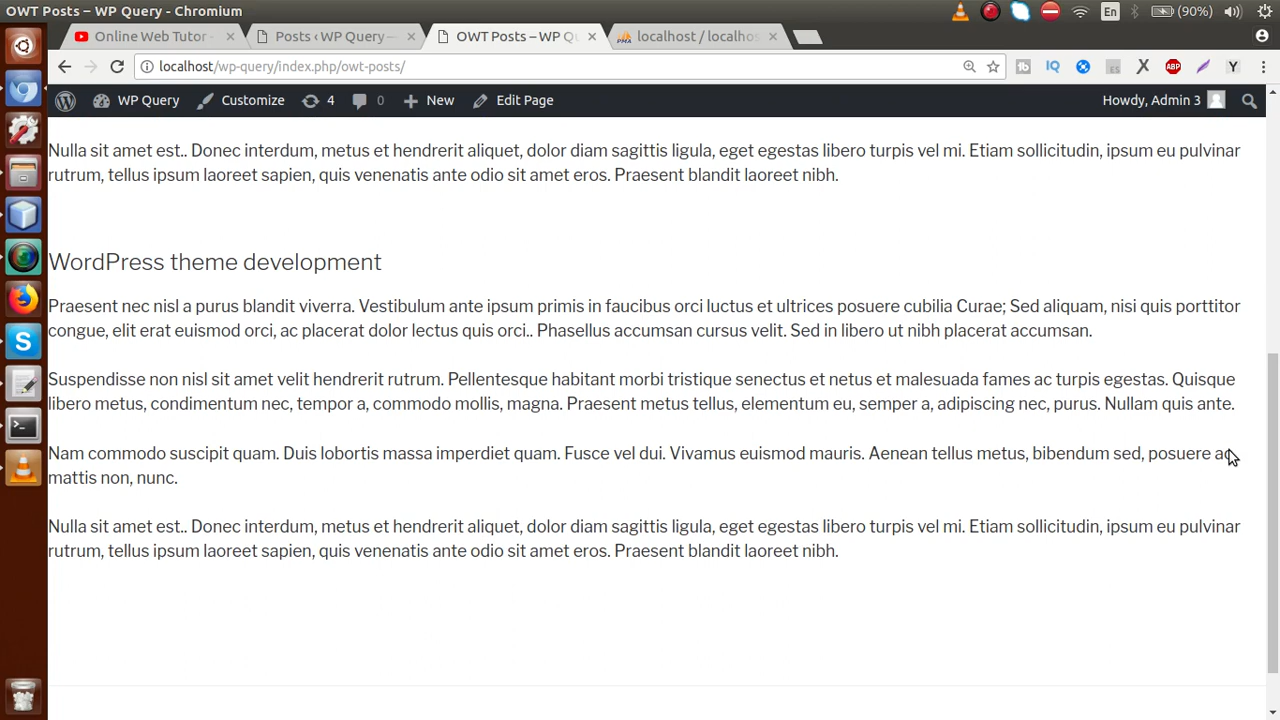 OWT Posts – WP Query - Chromium
En
(90%)
Online Web Tutor -
Posts ‹ WP Query —
OWT Posts – WP Qu
PMA
localhost / localhos
localhost/wp-query/index.php/owt-posts/
IQ
ES
X
ABP
Y
WP Query
Customize
4
0
New
Edit Page
Howdy, Admin 3
Nulla sit amet est.. Donec interdum, metus et hendrerit aliquet, dolor diam sagittis ligula, eget egestas libero turpis vel mi. Etiam sollicitudin, ipsum eu pulvinar
rutrum, tellus ipsum laoreet sapien, quis venenatis ante odio sit amet eros. Praesent blandit laoreet nibh.
WordPress theme development
Praesent nec nisl a purus blandit viverra. Vestibulum ante ipsum primis in faucibus orci luctus et ultrices posuere cubilia Curae; Sed aliquam, nisi quis porttitor
congue, elit erat euismod orci, ac placerat dolor lectus quis orci.. Phasellus accumsan cursus velit. Sed in libero ut nibh placerat accumsan.
Suspendisse non nisl sit amet velit hendrerit rutrum. Pellentesque habitant morbi tristique senectus et netus et malesuada fames ac turpis egestas. Quisque
libero metus, condimentum nec, tempor a, commodo mollis, magna. Praesent metus tellus, elementum eu, semper a, adipiscing nec, purus. Nullam quis ante.
Nam commodo suscipit quam. Duis lobortis massa imperdiet quam. Fusce vel dui. Vivamus euismod mauris. Aenean tellus metus, bibendum sed, posuere ac
mattis non, nunc.
Nulla sit amet est.. Donec interdum, metus et hendrerit aliquet, dolor diam sagittis ligula, eget egestas libero turpis vel mi. Etiam sollicitudin, ipsum eu pulvinar
rutrum, tellus ipsum laoreet sapien, quis venenatis ante odio sit amet eros. Praesent blandit laoreet nibh.